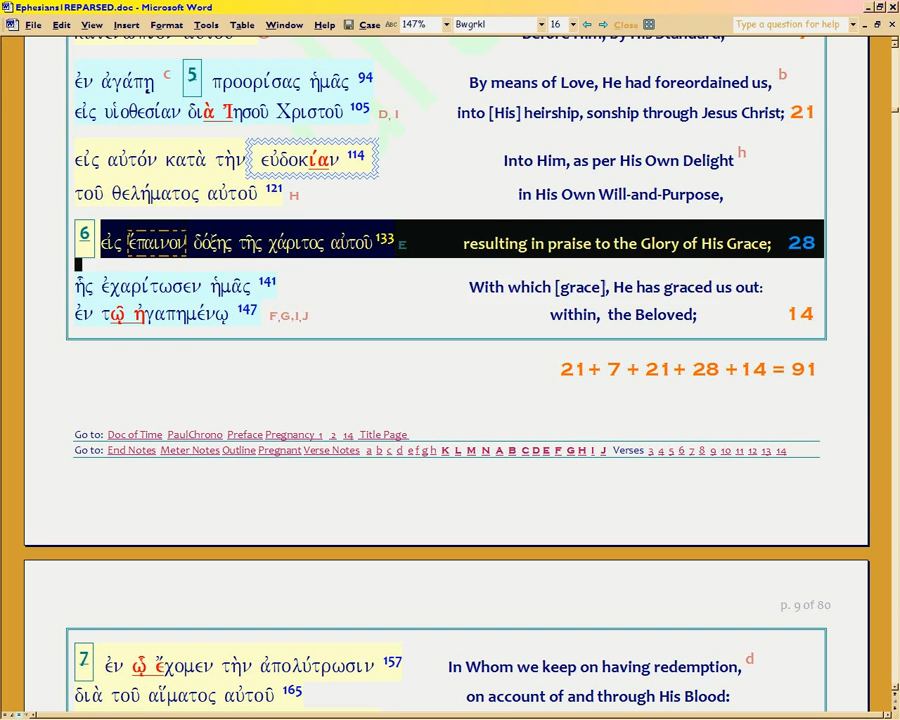 Ephesians1REPARSED.doc - Microsoft Word
File Edit View Insert Format Tools Table Window Help Case 147% Bwgrkl 16 Close Type a question for help
Before Him, by His Standard,
ἐν ἀγάπῃ c 5 προορίσας ἡμᾶς 94 By means of Love, He had foreordained us, b
εἰς υἱοθεσίαν διὰ Ἰησοῦ Χριστοῦ 105 D, I into [His] heirship, sonship through Jesus Christ; 21
εἰς αὐτόν κατὰ τὴν εὐδοκίαν 114 Into Him, as per His Own Delight h
τοῦ θελήματος αὐτοῦ 121 H in His Own Will-and-Purpose,
6 εἰς ἔπαινον δόξης τῆς χάριτος αὐτοῦ 133 E resulting in praise to the Glory of His Grace; 28
ἧς ἐχαρίτωσεν ἡμᾶς 141 With which [grace], He has graced us out:
ἐν τῷ ἠγαπημένῳ 147 F,G,I,J within, the Beloved; 14
21+ 7 + 21+ 28 +14 = 91
Go to: Doc of Time PaulChrono Preface Pregnancy 1 2 14 Title Page
Go to: End Notes Meter Notes Outline Pregnant Verse Notes a b c d e f g h K L M N A B C D E F G H I J Verses 3 4 5 6 7 8 9 10 11 12 13 14
p. 9 of 80
7 ἐν ᾧ ἔχομεν τὴν ἀπολύτρωσιν 157 In Whom we keep on having redemption, d
διὰ τοῦ αἵματος αὐτοῦ 165 on account of and through His Blood: